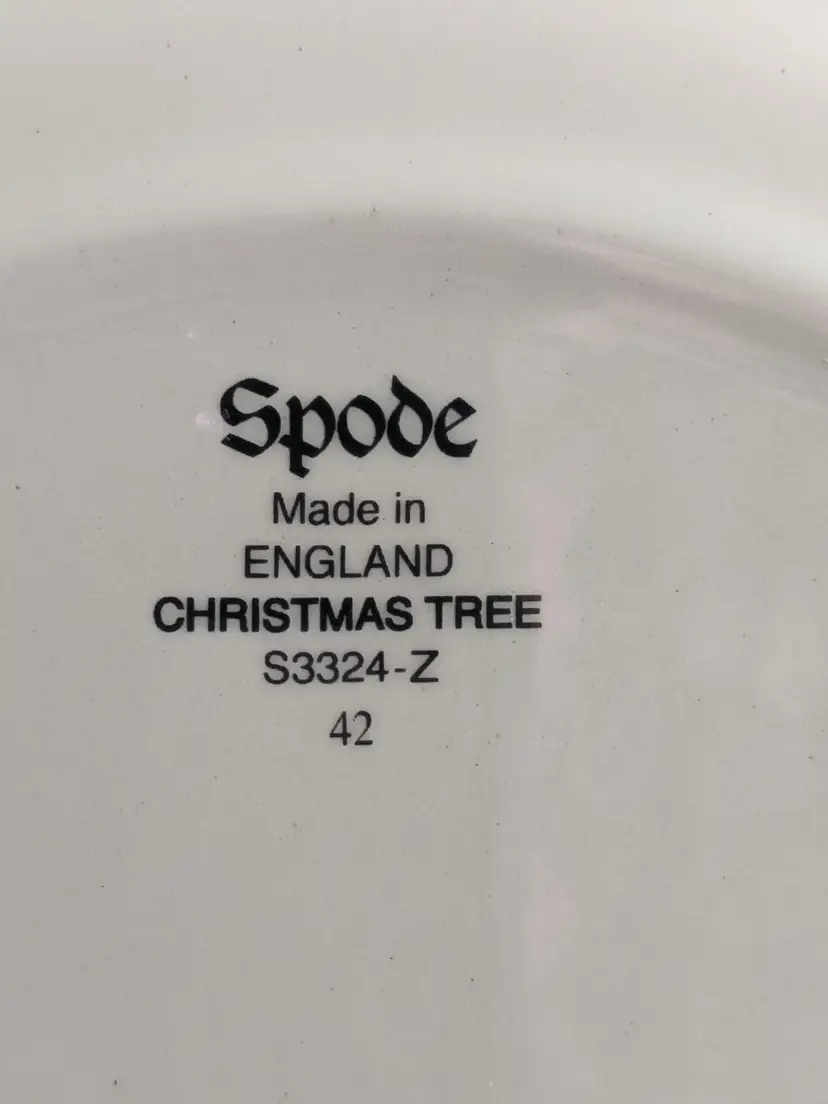 Spode
Made in
ENGLAND
CHRISTMAS TREE
S3324-Z
42